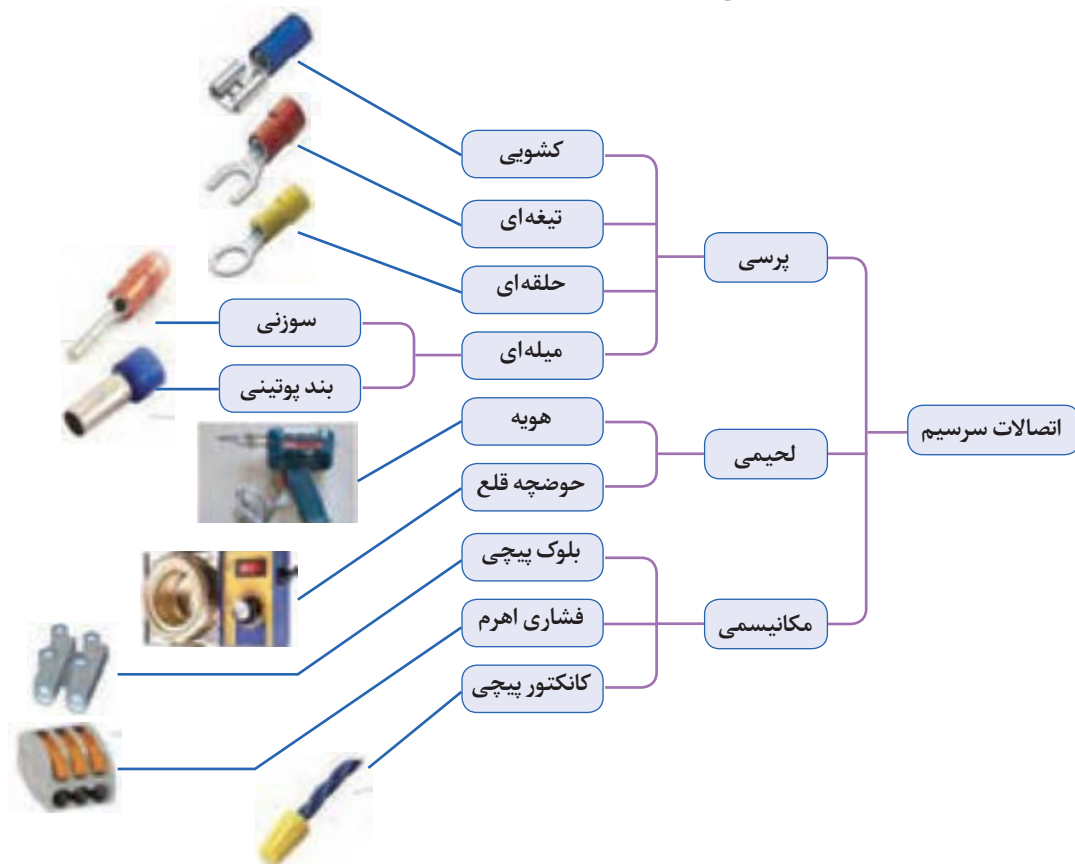 اتصالات سرسیم
پرسی
کشویی
تیغه‌ای
حلقه‌ای
میله‌ای
سوزنی
بند پوتینی
لحیمی
هویه
حوضچه قلع
مکانیسمی
بلوک پیچی
فشاری اهرم
کانکتور پیچی